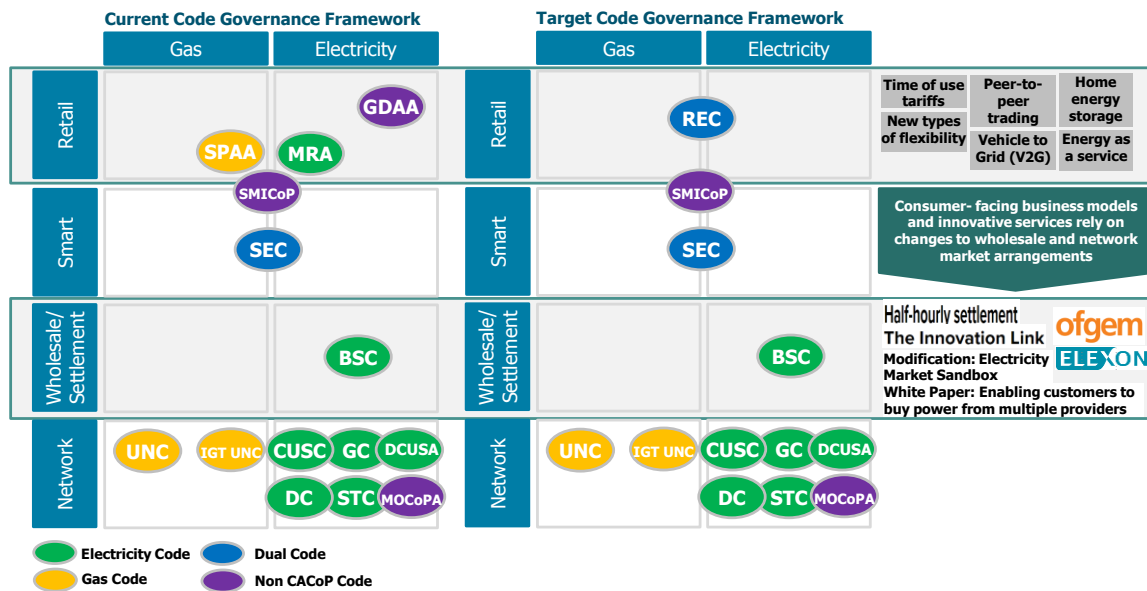 Current Code Governance Framework
Gas
Electricity
Retail
GDAA
SPAA
MRA
SMICoP
Smart
SEC
Wholesale/
Settlement
BSC
Network
UNC
IGT UNC
CUSC
GC
DCUSA
DC
STC
MOCoPA
Target Code Governance Framework
Gas
Electricity
Retail
REC
SMICoP
Smart
SEC
Wholesale/
Settlement
BSC
Network
UNC
IGT UNC
CUSC
GC
DCUSA
DC
STC
MOCoPA
Time of use
tariffs
Peer-to-
peer
trading
Home
energy
storage
New types
of flexibility
Vehicle to
Grid (V2G)
Energy as
a service
Consumer- facing business models
and innovative services rely on
changes to wholesale and network
market arrangements
Half-hourly settlement
The Innovation Link
ofgem
Modification: Electricity
Market Sandbox
ELEXON
White Paper: Enabling customers to
buy power from multiple providers
Electricity Code
Dual Code
Gas Code
Non CACoP Code